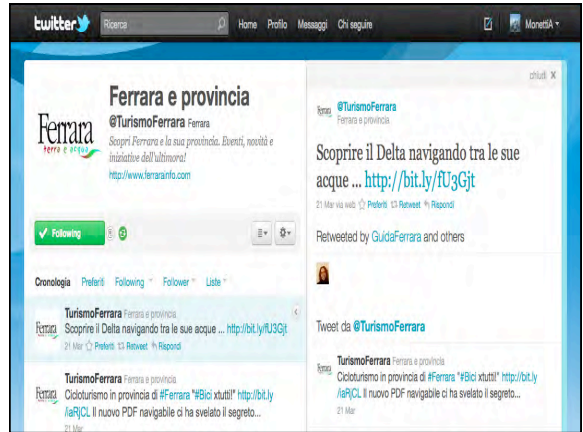 twitter
Ricerca
Home Profilo Messaggi Chi seguire
MonettiA
Ferrara
terra e acqua
Ferrara e provincia
@TurismoFerrara Ferrara
Scopri Ferrara e la sua provincia. Eventi, novità e
iniziative dell'ultimora!
http://www.ferrarainfo.com
Following
Cronologia Preferiti Following Follower Liste
Ferrara
TurismoFerrara Ferrara e provincia
Scoprire il Delta navigando tra le sue acque ... http://bit.ly/fU3Gjt
21 Mar Preferiti Retweet Rispondi
Ferrara
TurismoFerrara Ferrara e provincia
Cicloturismo in provincia di #Ferrara "#Bici xtutti!" http://bit.ly
/iaRjCL Il nuovo PDF navigabile ci ha svelato il segreto...
21 Mar
chiudi X
Ferrara
@TurismoFerrara
Ferrara e provincia
Scoprire il Delta navigando tra le sue
acque ... http://bit.ly/fU3Gjt
21 Mar via web Preferiti Retweet Rispondi
Retweeted by GuidaFerrara and others
Tweet da @TurismoFerrara
Ferrara
TurismoFerrara Ferrara e provincia
Cicloturismo in provincia di #Ferrara "#Bici xtutti!" http://bit.ly
/iaRjCL Il nuovo PDF navigabile ci ha svelato il segreto...
21 Mar